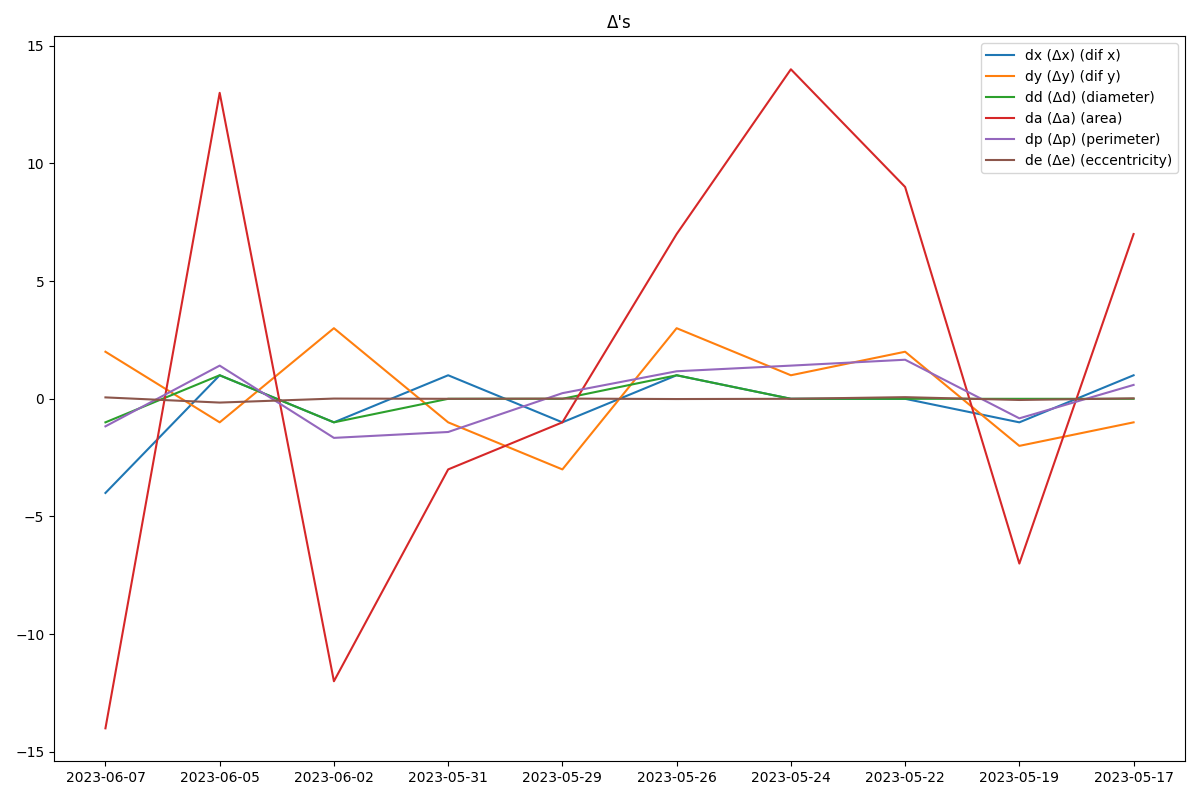 Δ's
dx (Δx) (dif x)
dy (Δy) (dif y)
dd (Δd) (diameter)
da (Δa) (area)
dp (Δp) (perimeter)
de (Δe) (eccentricity)
15
10
5
0
−5
−10
−15
2023-06-07 2023-06-05 2023-06-02 2023-05-31 2023-05-29 2023-05-26 2023-05-24 2023-05-22 2023-05-19 2023-05-17